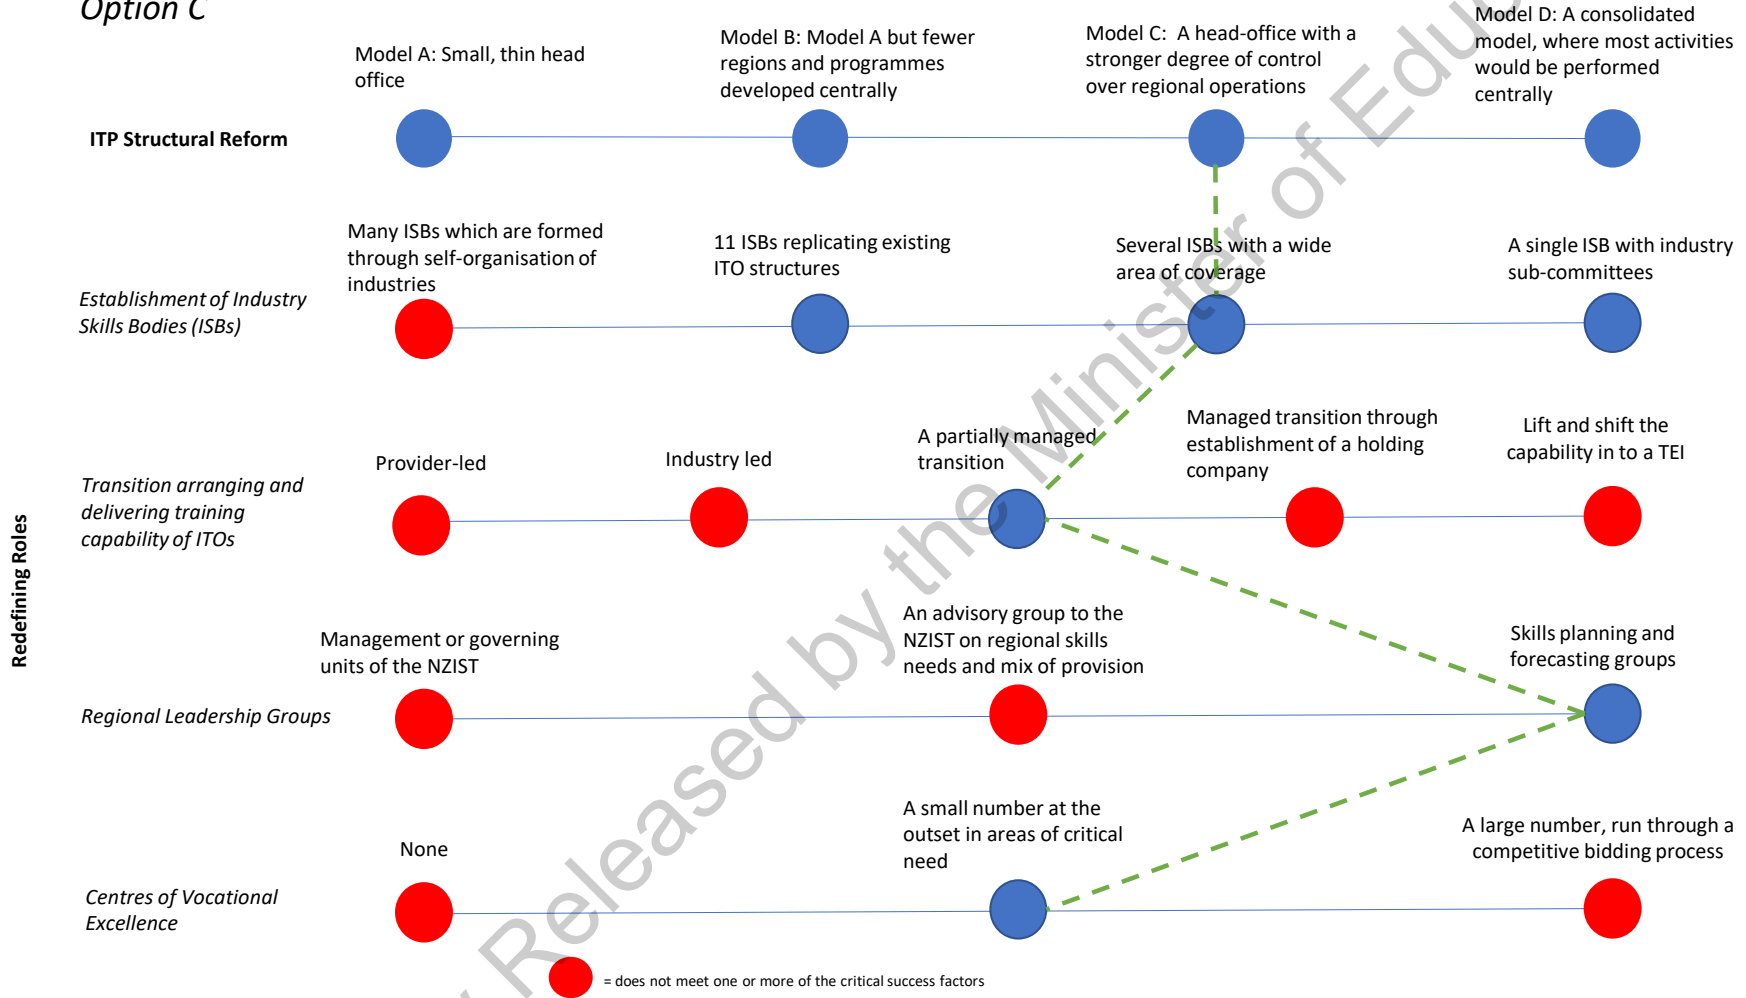 Option C
Model A: Small, thin head
office
Model B: Model A but fewer
regions and programmes
developed centrally
Model C:  A head-office with a
stronger degree of control
over regional operations
Model D: A consolidated
model, where most activities
would be performed
centrally
ITP Structural Reform
Many ISBs which are formed
through self-organisation of
industries
11 ISBs replicating existing
ITO structures
Several ISBs with a wide
area of coverage
A single ISB with industry
sub-committees
Establishment of Industry
Skills Bodies (ISBs)
Redefining Roles
Provider-led
Industry led
A partially managed
transition
Managed transition through
establishment of a holding
company
Lift and shift the
capability in to a TEI
Transition arranging and
delivering training
capability of ITOs
Management or governing
units of the NZIST
An advisory group to the
NZIST on regional skills
needs and mix of provision
Skills planning and
forecasting groups
Regional Leadership Groups
None
A small number at the
outset in areas of critical
need
A large number, run through a
competitive bidding process
Centres of Vocational
Excellence
= does not meet one or more of the critical success factors
Released by the Minister of